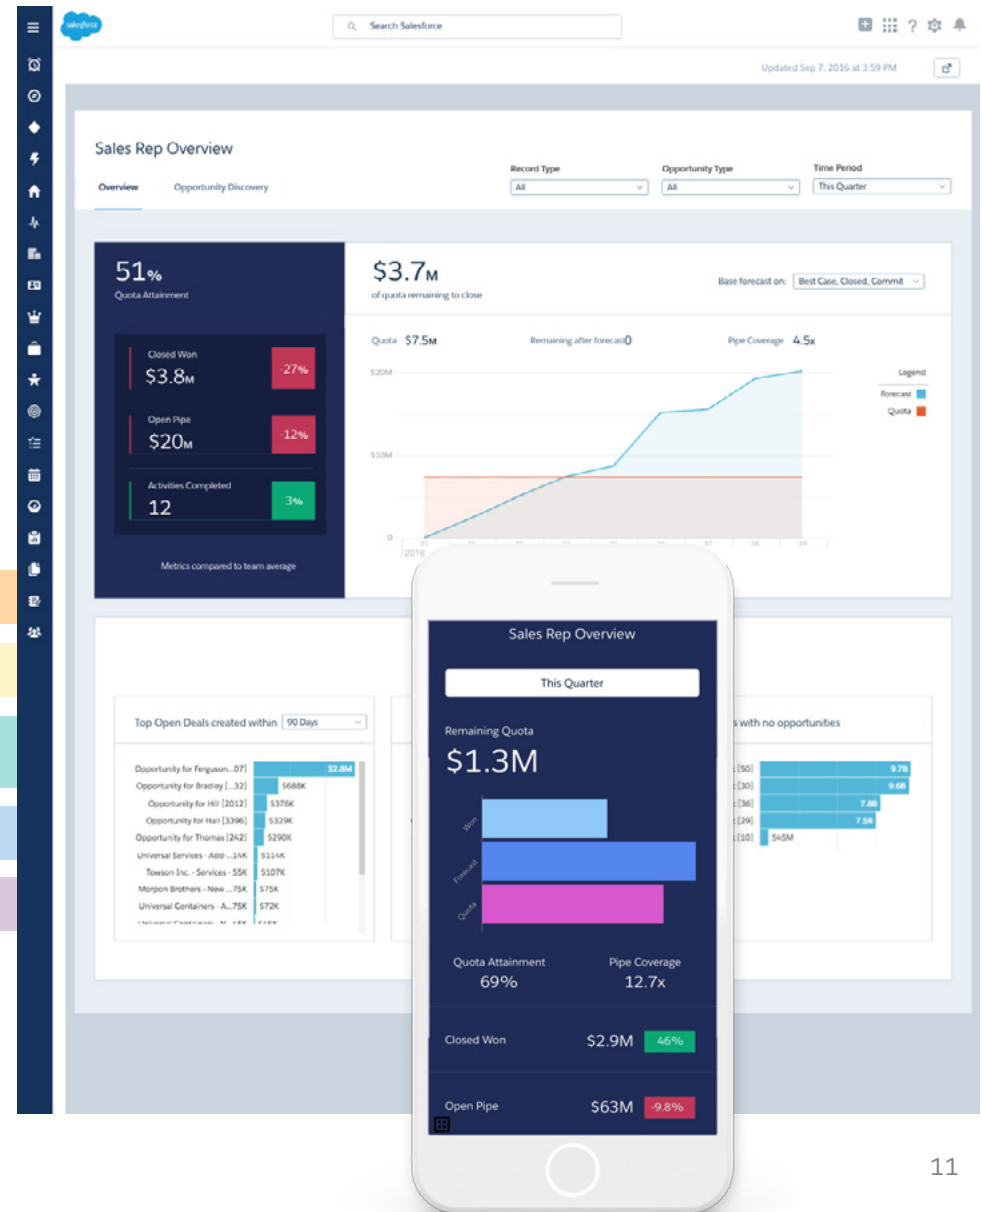 salesforce
Search Salesforce
?
Updated Sep 7, 2016 at 3:59 PM
Sales Rep Overview
Overview Opportunity Discovery
Record Type Opportunity Type Time Period
All All This Quarter
51%
Quota Attainment
Closed Won
$3.8M -27%
Open Pipe
$20M -12%
Activities Completed
12 3%
Metrics compared to team average
$3.7M
of quota remaining to close
Base forecast on: Best Case, Closed, Commit
Quota $7.5M Remaining after forecast0 Pipe Coverage 4.5x
$20M
$10M
0
Legend
Forecast
Quota
2016
37 38 39
Top Open Deals created within 90 Days
Opportunity for Ferguson...07] $2.8M
Opportunity for Bradley [...32] $688K
Opportunity for Hill [2012] $376K
Opportunity for Hall [3396] $329K
Opportunity for Thomas [242] $290K
Universal Services - Add ...14K $114K
Towson Inc. - Services - 55K $107K
Morpon Brothers - New ...75K $75K
Universal Containers - A...75K $72K
s with no opportunities
[50] 9.7B
[30] 9.6B
[36] 7.8B
[29] 7.5B
[10] $45M
Sales Rep Overview
This Quarter
Remaining Quota
$1.3M
Won
Forecast
Quota
Quota Attainment Pipe Coverage
69% 12.7x
Closed Won $2.9M 46%
Open Pipe $63M -9.8%
11